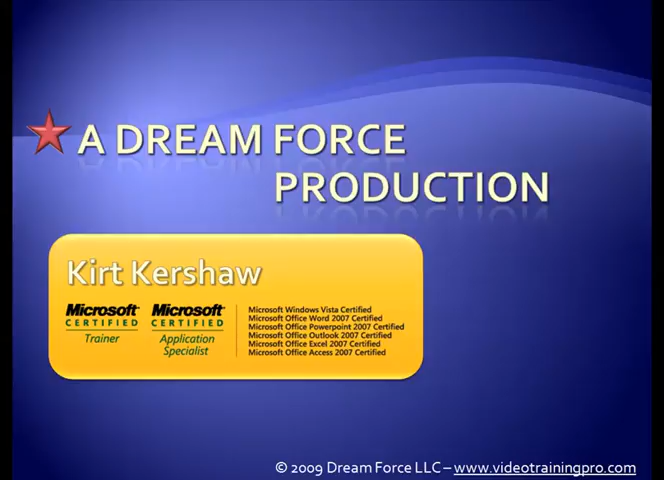 A DREAM FORCE
PRODUCTION
Kirt Kershaw
Microsoft
CERTIFIED
Trainer
Microsoft
CERTIFIED
Application
Specialist
Microsoft Windows Vista Certified
Microsoft Office Word 2007 Certified
Microsoft Office Powerpoint 2007 Certified
Microsoft Office Outlook 2007 Certified
Microsoft Office Excel 2007 Certified
Microsoft Office Access 2007 Certified
© 2009 Dream Force LLC – www.videotrainingpro.com